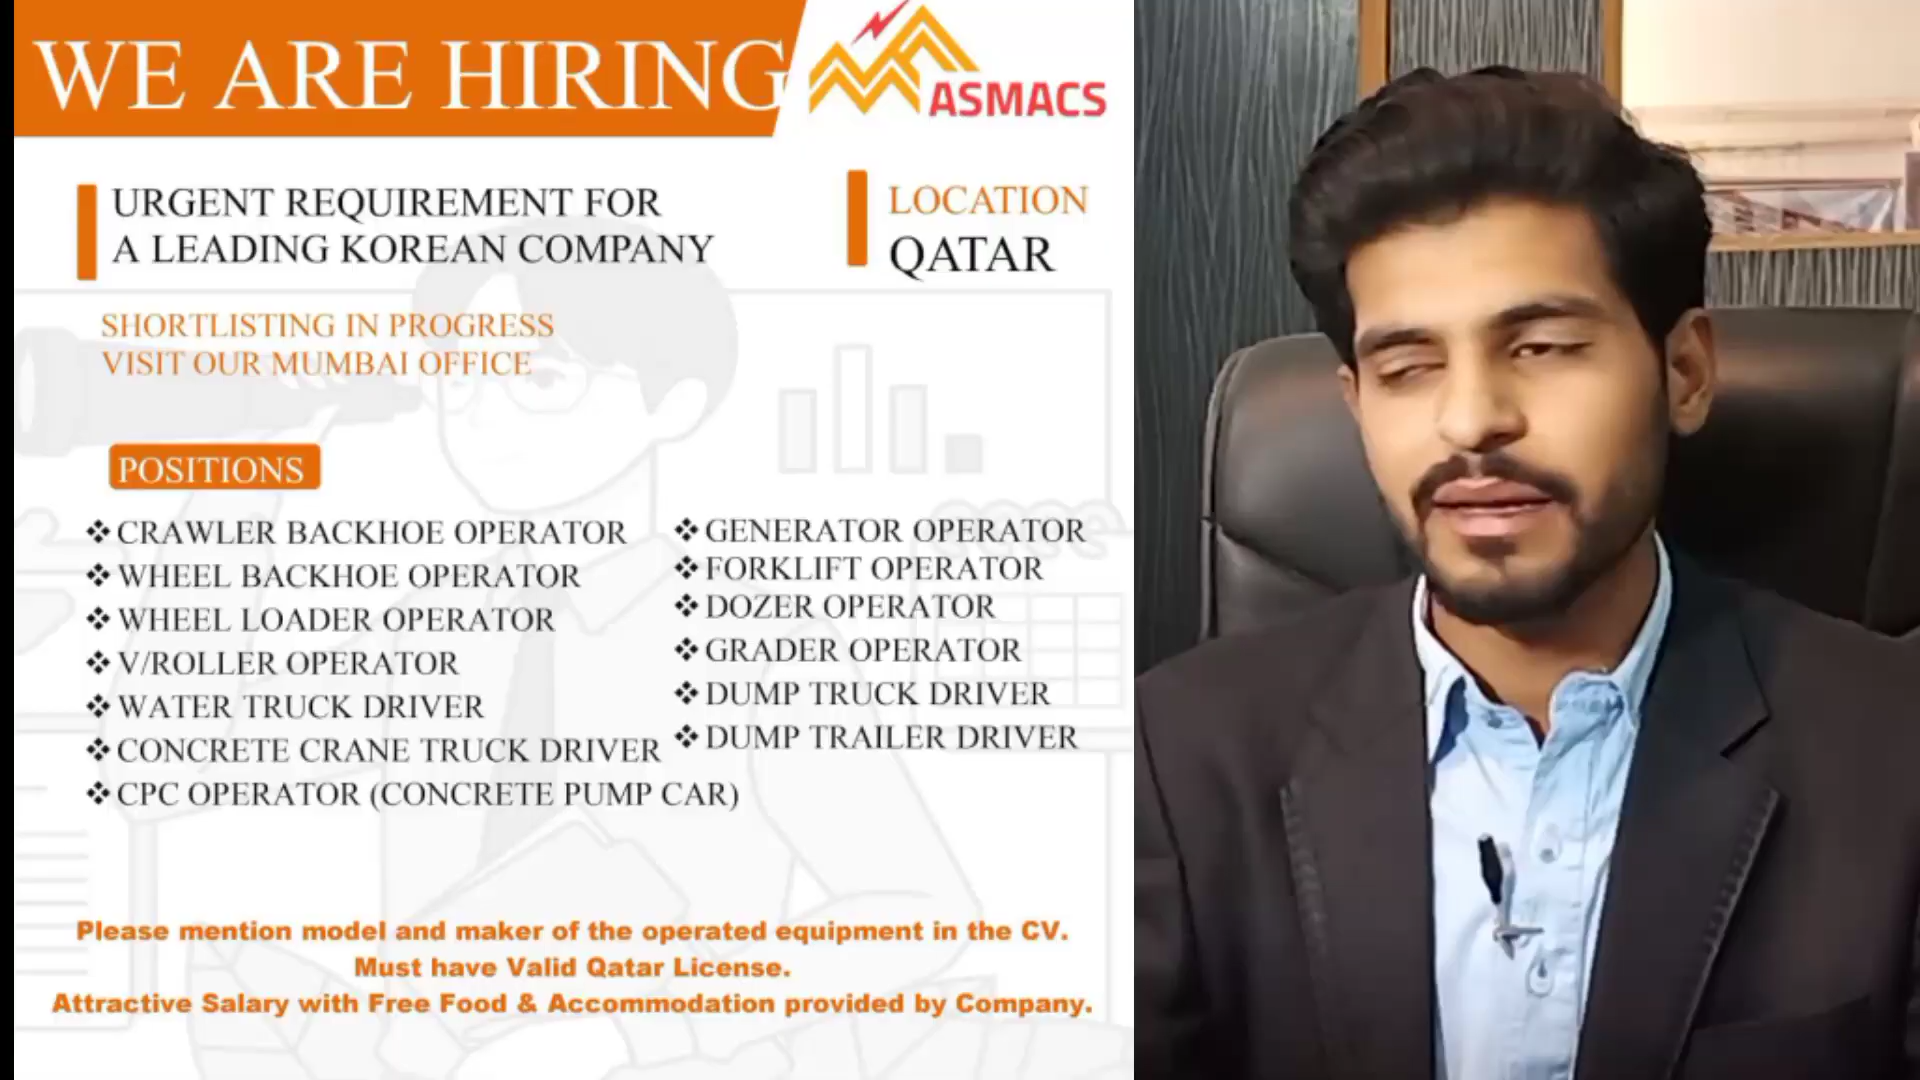 WE ARE HIRING
ASMACS
URGENT REQUIREMENT FOR
A LEADING KOREAN COMPANY
LOCATION
QATAR
SHORTLISTING IN PROGRESS
VISIT OUR MUMBAI OFFICE
POSITIONS
❖ CRAWLER BACKHOE OPERATOR
❖ WHEEL BACKHOE OPERATOR
❖ WHEEL LOADER OPERATOR
❖ V/ROLLER OPERATOR
❖ WATER TRUCK DRIVER
❖ CONCRETE CRANE TRUCK DRIVER
❖ CPC OPERATOR (CONCRETE PUMP CAR)
❖ GENERATOR OPERATOR
❖ FORKLIFT OPERATOR
❖ DOZER OPERATOR
❖ GRADER OPERATOR
❖ DUMP TRUCK DRIVER
❖ DUMP TRAILER DRIVER
Please mention model and maker of the operated equipment in the CV.
Must have Valid Qatar License.
Attractive Salary with Free Food & Accommodation provided by Company.